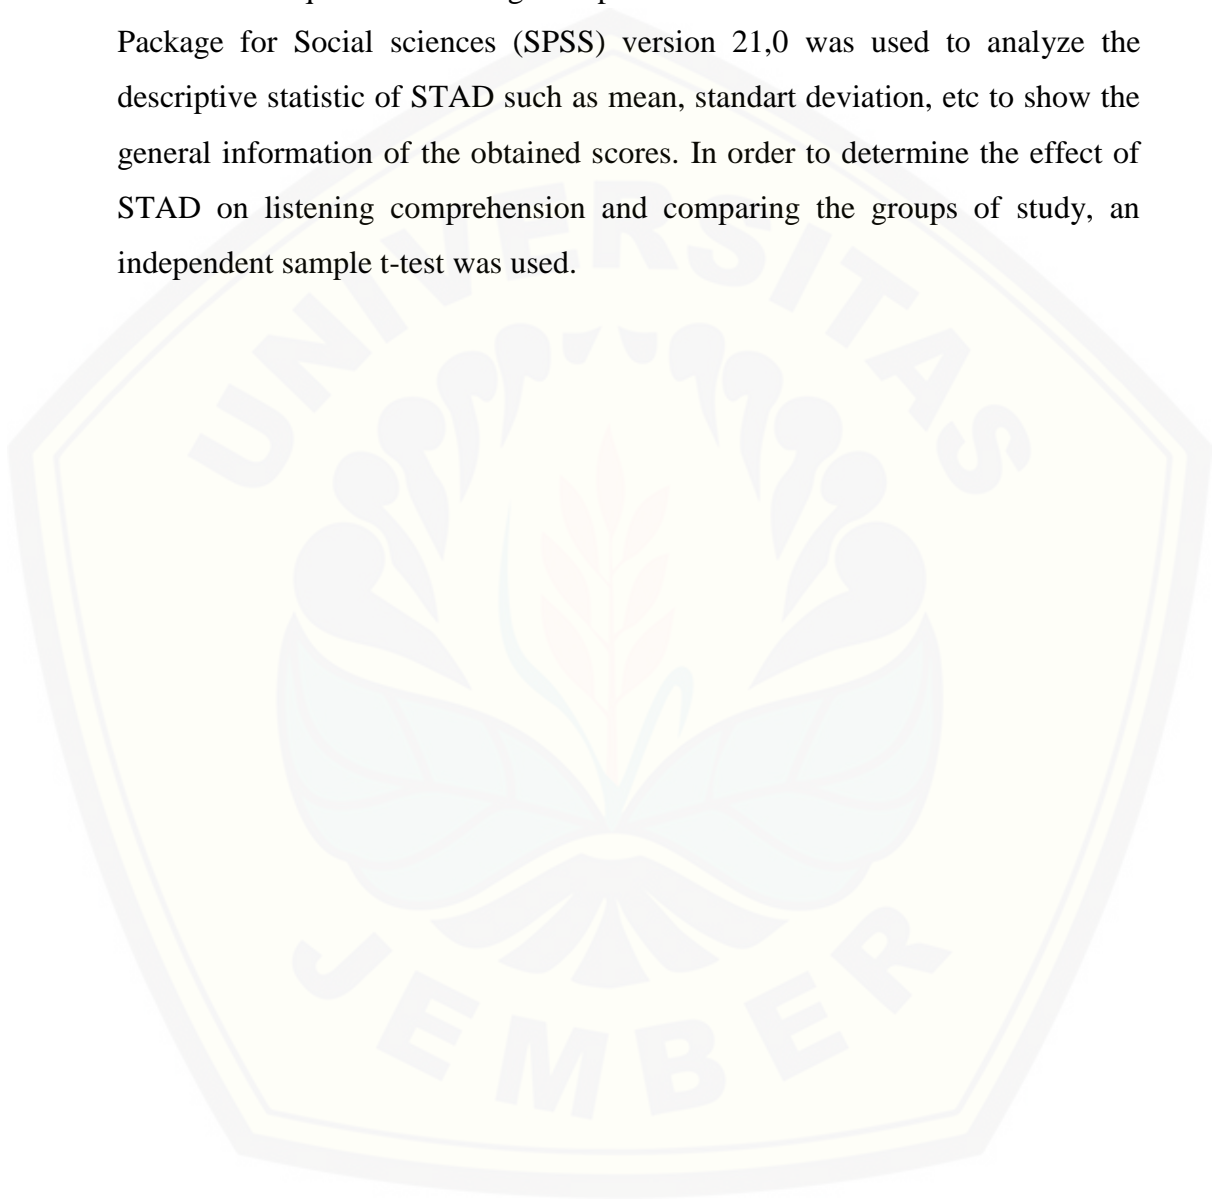 Package for Social sciences (SPSS) version 21,0 was used to analyze the
descriptive statistic of STAD such as mean, standart deviation, etc to show the
general information of the obtained scores. In order to determine the effect of
STAD on listening comprehension and comparing the groups of study, an
independent sample t-test was used.
UNIVERSITAS
JEMBER